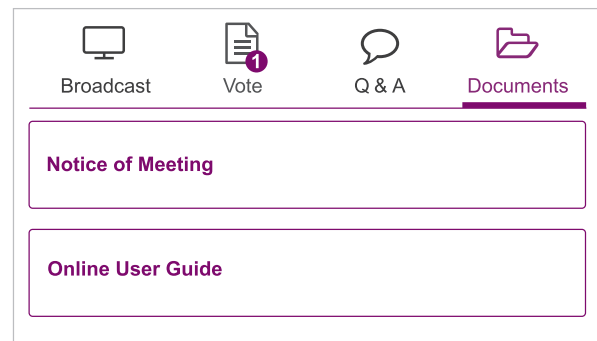 1
Broadcast Vote Q & A Documents
Notice of Meeting
Online User Guide